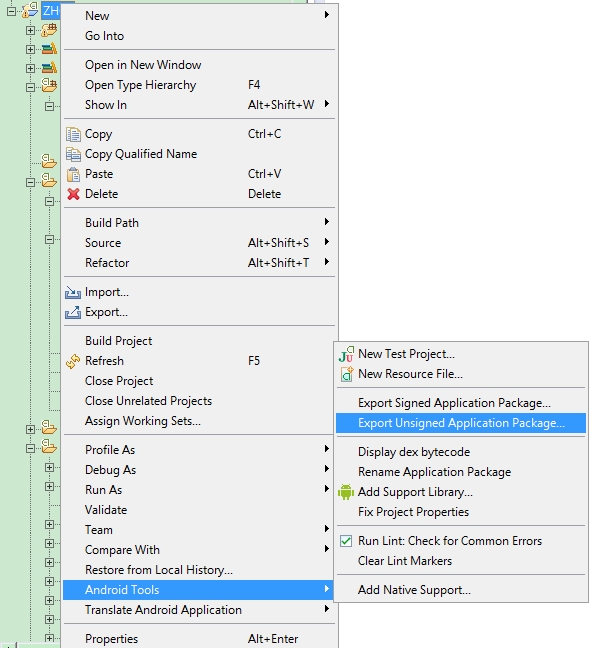 ZH
New
Go Into
Open in New Window
Open Type Hierarchy F4
Show In Alt+Shift+W
Copy Ctrl+C
Copy Qualified Name
Paste Ctrl+V
Delete Delete
Build Path
Source Alt+Shift+S
Refactor Alt+Shift+T
Import...
Export...
Build Project
Refresh F5
Close Project
Close Unrelated Projects
Assign Working Sets...
Profile As
Debug As
Run As
Validate
Team
Compare With
Restore from Local History...
Android Tools
Translate Android Application
Properties Alt+Enter
New Test Project...
New Resource File...
Export Signed Application Package...
Export Unsigned Application Package...
Display dex bytecode
Rename Application Package
Add Support Library...
Fix Project Properties
Run Lint: Check for Common Errors
Clear Lint Markers
Add Native Support...